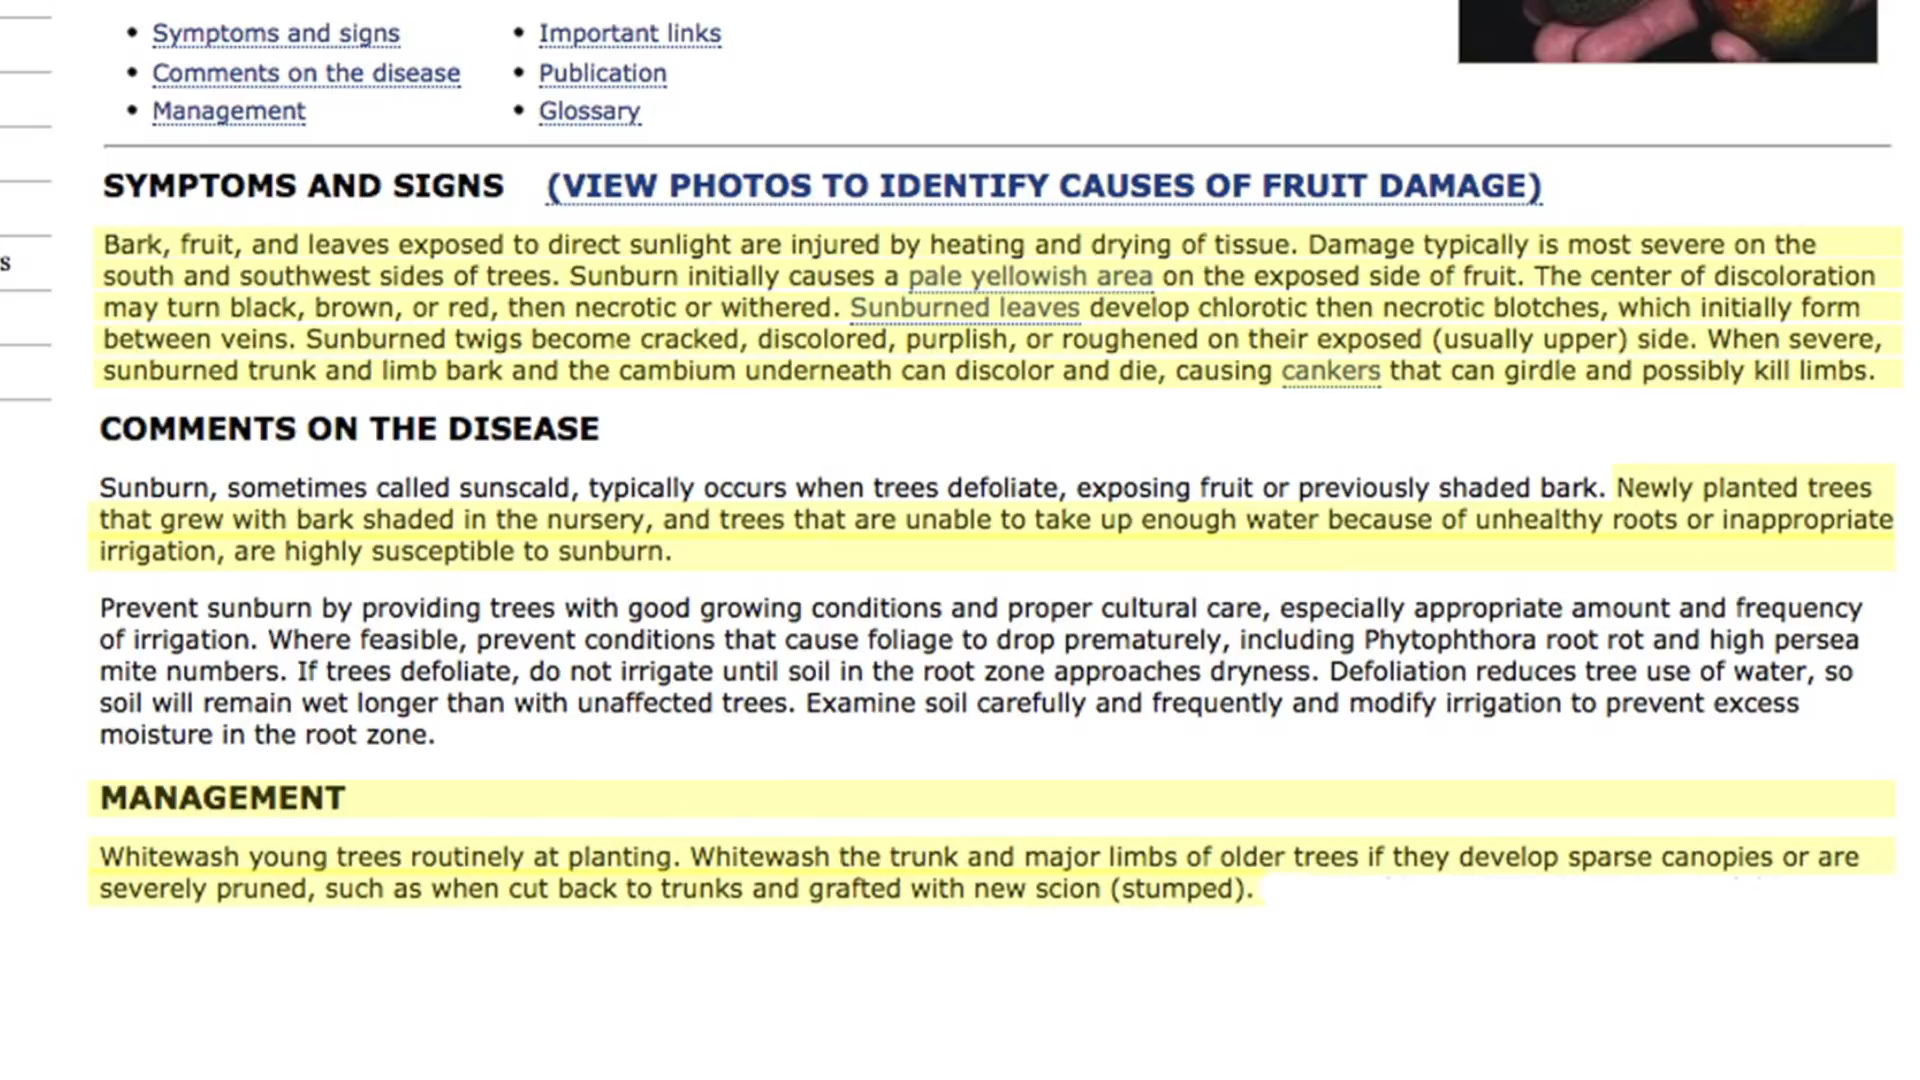 Symptoms and signs
Comments on the disease
Management
Important links
Publication
Glossary
SYMPTOMS AND SIGNS (VIEW PHOTOS TO IDENTIFY CAUSES OF FRUIT DAMAGE)
s
Bark, fruit, and leaves exposed to direct sunlight are injured by heating and drying of tissue. Damage typically is most severe on the
south and southwest sides of trees. Sunburn initially causes a pale yellowish area on the exposed side of fruit. The center of discoloration
may turn black, brown, or red, then necrotic or withered. Sunburned leaves develop chlorotic then necrotic blotches, which initially form
between veins. Sunburned twigs become cracked, discolored, purplish, or roughened on their exposed (usually upper) side. When severe,
sunburned trunk and limb bark and the cambium underneath can discolor and die, causing cankers that can girdle and possibly kill limbs.
COMMENTS ON THE DISEASE
Sunburn, sometimes called sunscald, typically occurs when trees defoliate, exposing fruit or previously shaded bark. Newly planted trees
that grew with bark shaded in the nursery, and trees that are unable to take up enough water because of unhealthy roots or inappropriate
irrigation, are highly susceptible to sunburn.
Prevent sunburn by providing trees with good growing conditions and proper cultural care, especially appropriate amount and frequency
of irrigation. Where feasible, prevent conditions that cause foliage to drop prematurely, including Phytophthora root rot and high persea
mite numbers. If trees defoliate, do not irrigate until soil in the root zone approaches dryness. Defoliation reduces tree use of water, so
soil will remain wet longer than with unaffected trees. Examine soil carefully and frequently and modify irrigation to prevent excess
moisture in the root zone.
MANAGEMENT
Whitewash young trees routinely at planting. Whitewash the trunk and major limbs of older trees if they develop sparse canopies or are
severely pruned, such as when cut back to trunks and grafted with new scion (stumped).